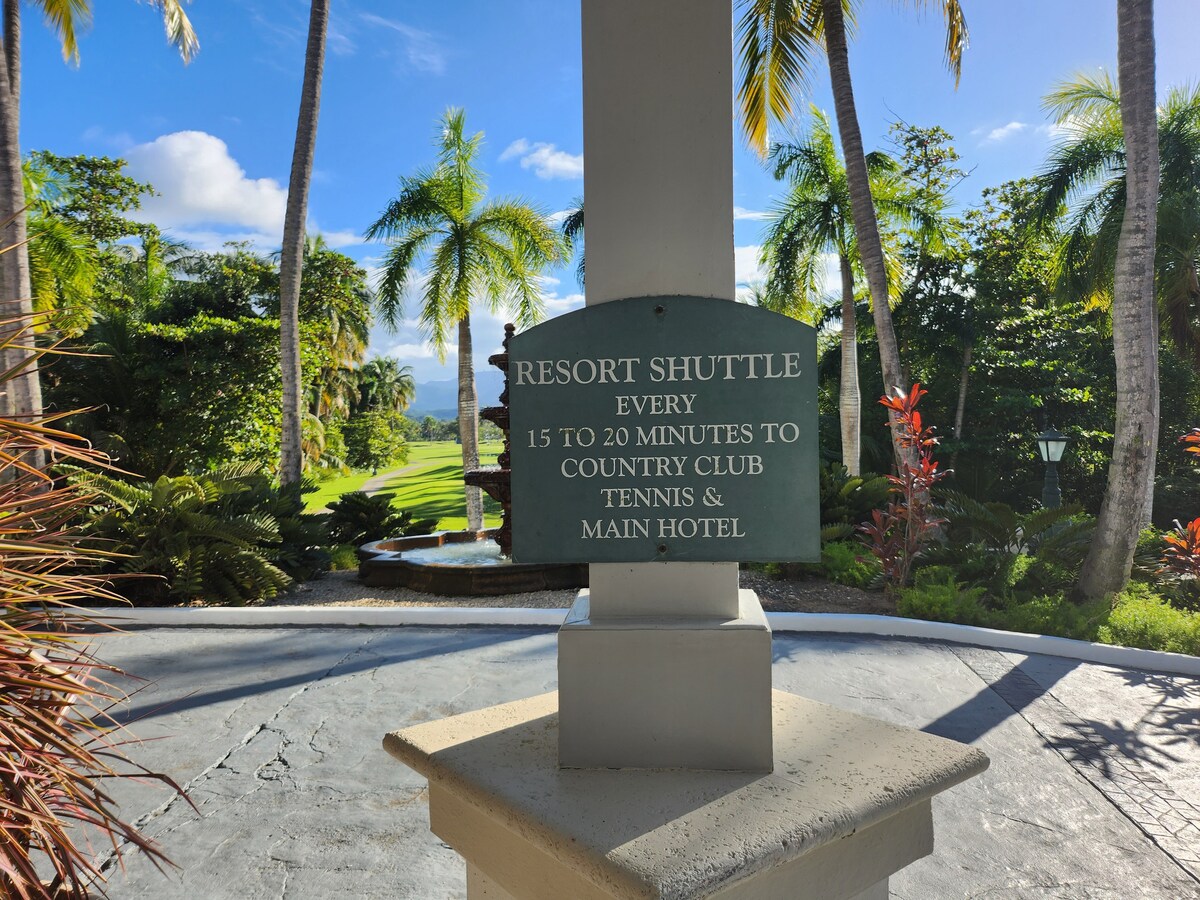 RESORT SHUTTLE
EVERY
15 TO 20 MINUTES TO
COUNTRY CLUB
TENNIS &
MAIN HOTEL